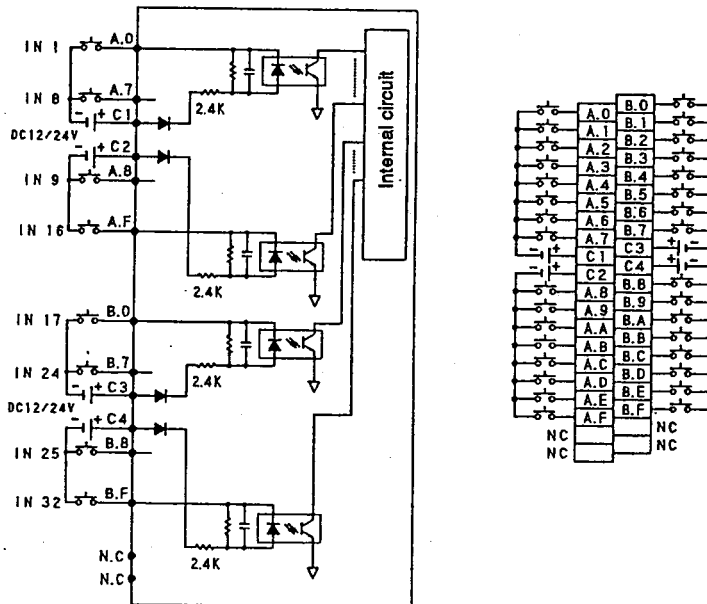 IN 1
A.0
IN 8
A.7
- + C1
DC12/24V
2.4K
- + C2
A.8
IN 9
IN 16
A.F
2.4K
Internal circuit
IN 17
B.0
IN 24
B.7
- + C3
DC12/24V
2.4K
- + C4
B.8
IN 25
IN 32
B.F
2.4K
N.C
N.C
A.0
A.1
A.2
A.3
A.4
A.5
A.6
A.7
- + C1
- + C2
A.8
A.9
A.A
A.B
A.C
A.D
A.E
A.F
NC
NC
B.0
B.1
B.2
B.3
B.4
B.5
B.6
B.7
C3 + -
C4 + -
B.8
B.9
B.A
B.B
B.C
B.D
B.E
B.F
NC
NC